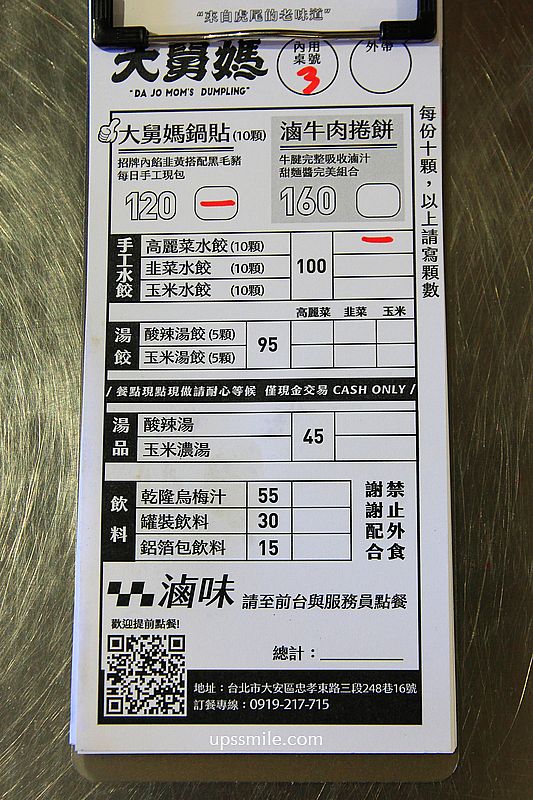 “來自虎尾的老味道”
大舅媽
"DA JO MOM'S DUMPLING"
內用
桌號
3
外帶
大舅媽鍋貼(10顆)
招牌內餡韭黃搭配黑毛豬
每日手工現包
120
滷牛肉捲餅
牛腱完整吸收滷汁
甜麵醬完美組合
160
每份十顆，以上請寫顆數
手工水餃
高麗菜水餃(10顆)
韭菜水餃 (10顆)
玉米水餃 (10顆)
100
高麗菜 韭菜 玉米
湯餃
酸辣湯餃(5顆)
玉米湯餃(5顆)
95
/ 餐點現點現做請耐心等候 僅現金交易 CASH ONLY /
湯品
酸辣湯
玉米濃湯
45
飲料
乾隆烏梅汁 55
罐裝飲料 30
鋁箔包飲料 15
禁止外食
謝謝配合
滷味 請至前台與服務員點餐
歡迎提前點餐!
總計：
地址：台北市大安區忠孝東路三段248巷16號
訂餐專線：0919-217-715
upssmile.com